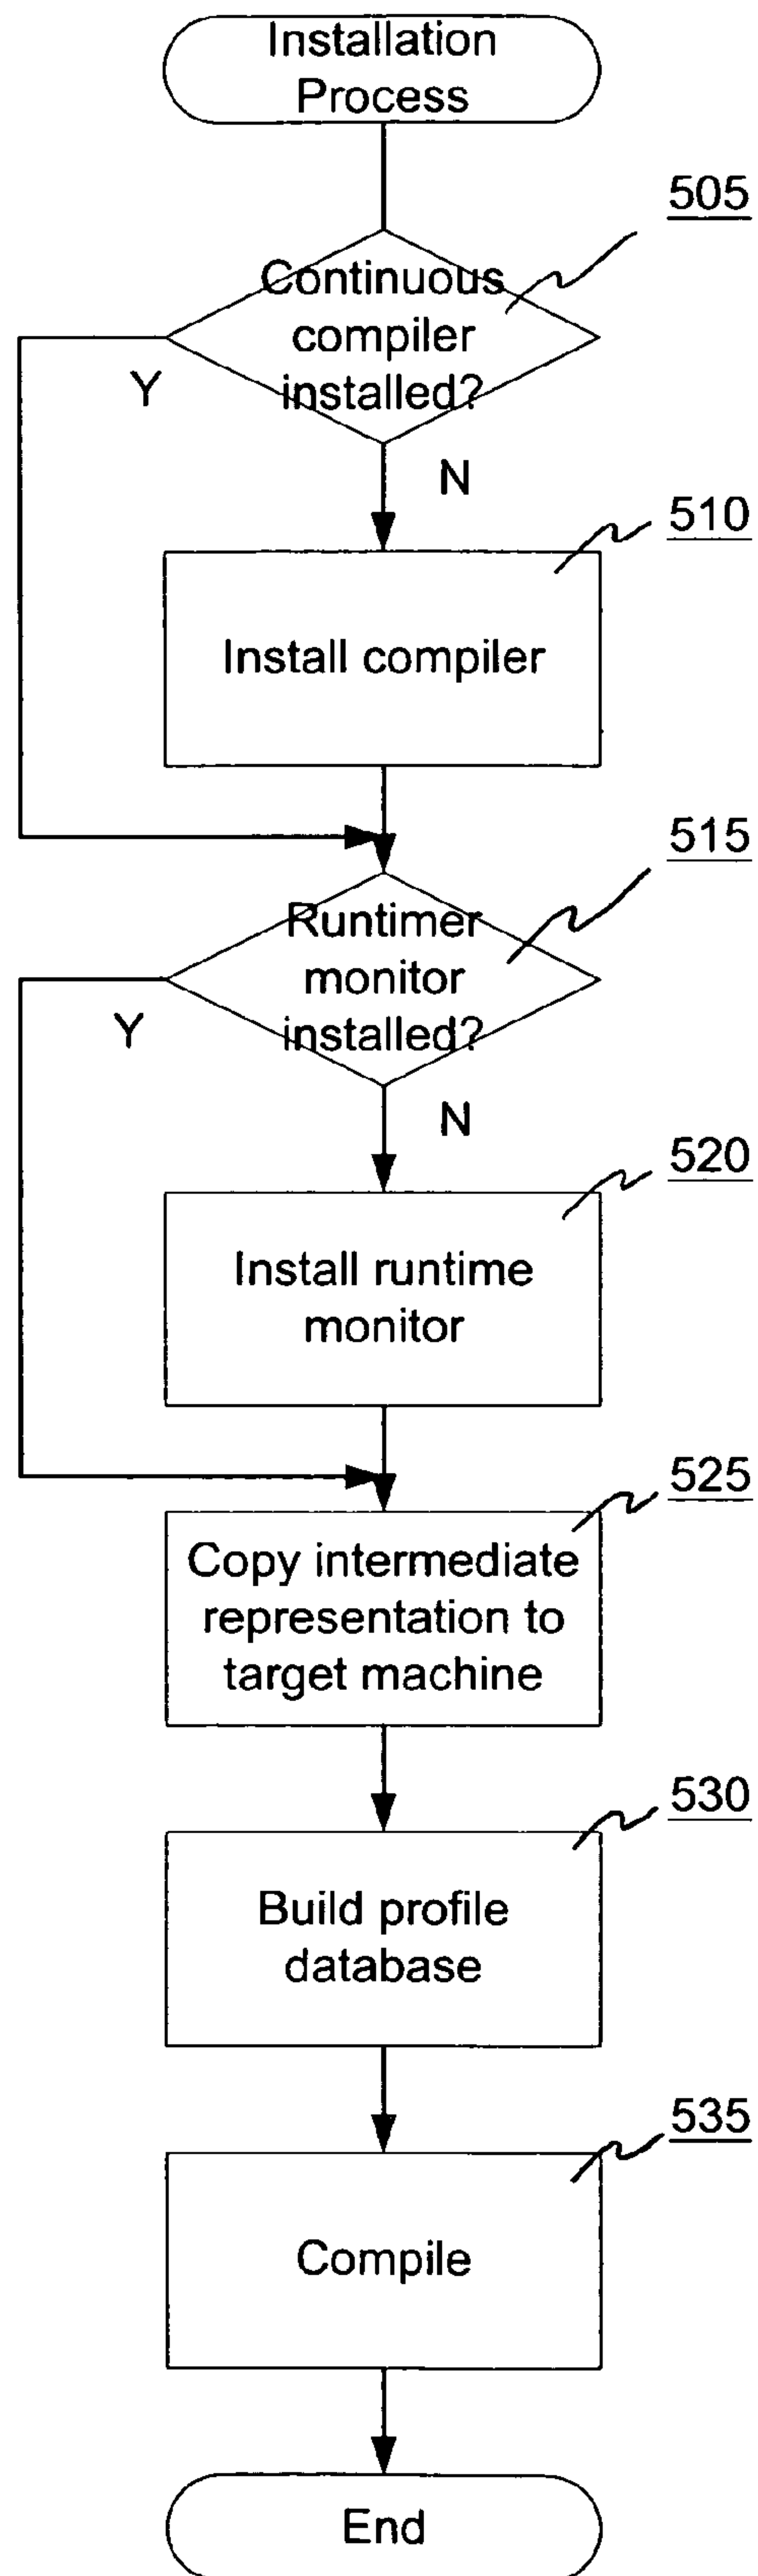 Installation
Process
505
Continuous
compiler
installed?
Y
N
510
Install compiler
515
Runtimer
monitor
installed?
Y
N
520
Install runtime
monitor
525
Copy intermediate
representation to
target machine
530
Build profile
database
535
Compile
End